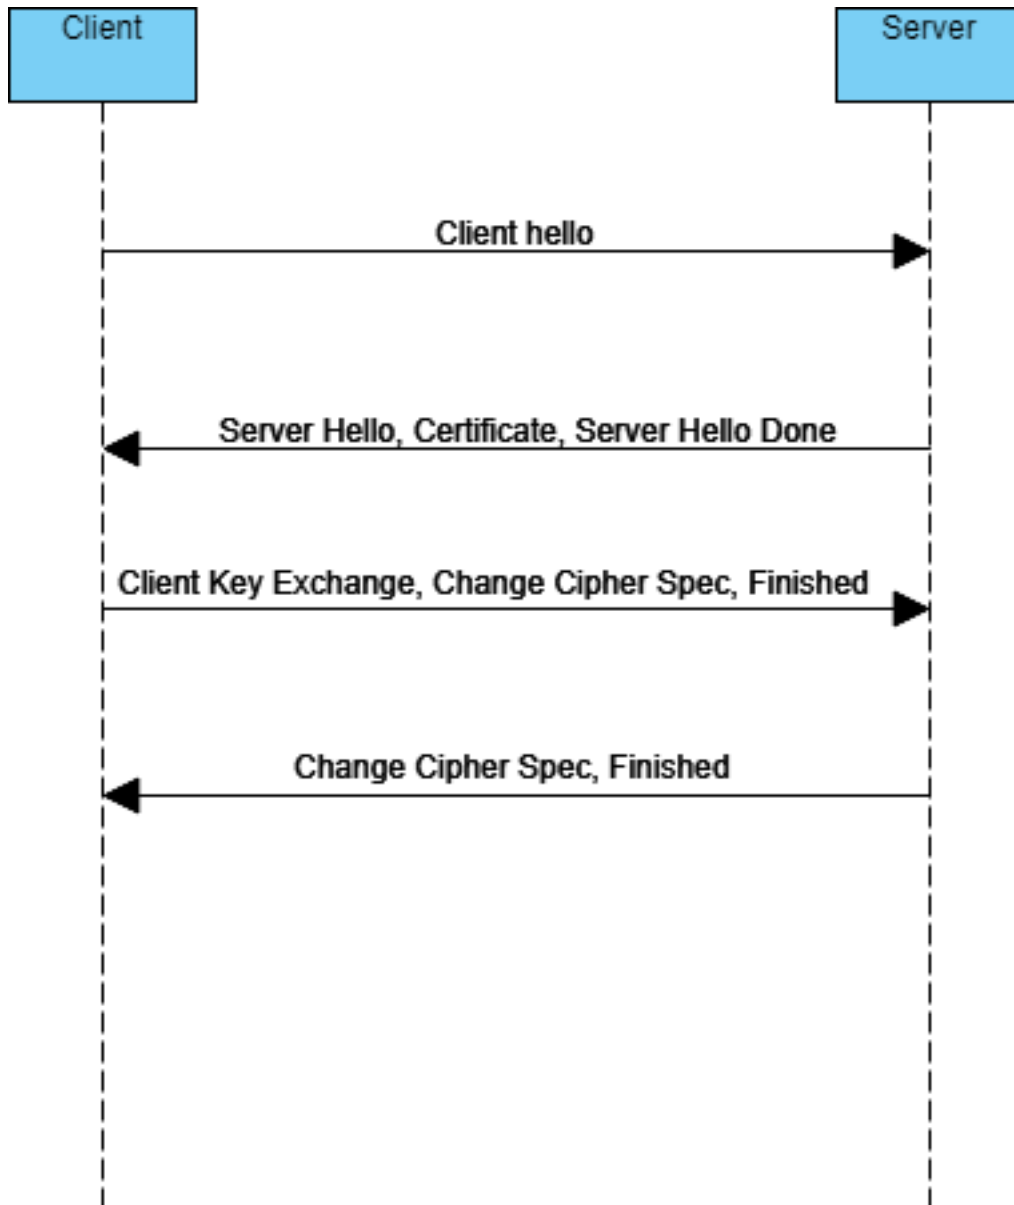 Client
Server
Client hello
Server Hello, Certificate, Server Hello Done
Client Key Exchange, Change Cipher Spec, Finished
Change Cipher Spec, Finished